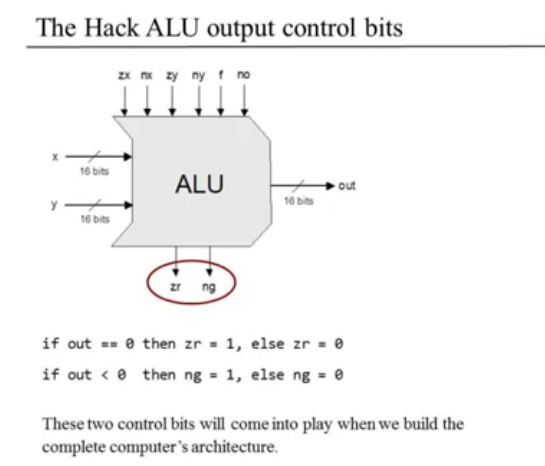 The Hack ALU output control bits
zx nx zy ny f no
x
16 bits
ALU
out
16 bits
y
16 bits
zr ng
if out == 0 then zr = 1, else zr = 0
if out < 0 then ng = 1, else ng = 0
These two control bits will come into play when we build the
complete computer's architecture.